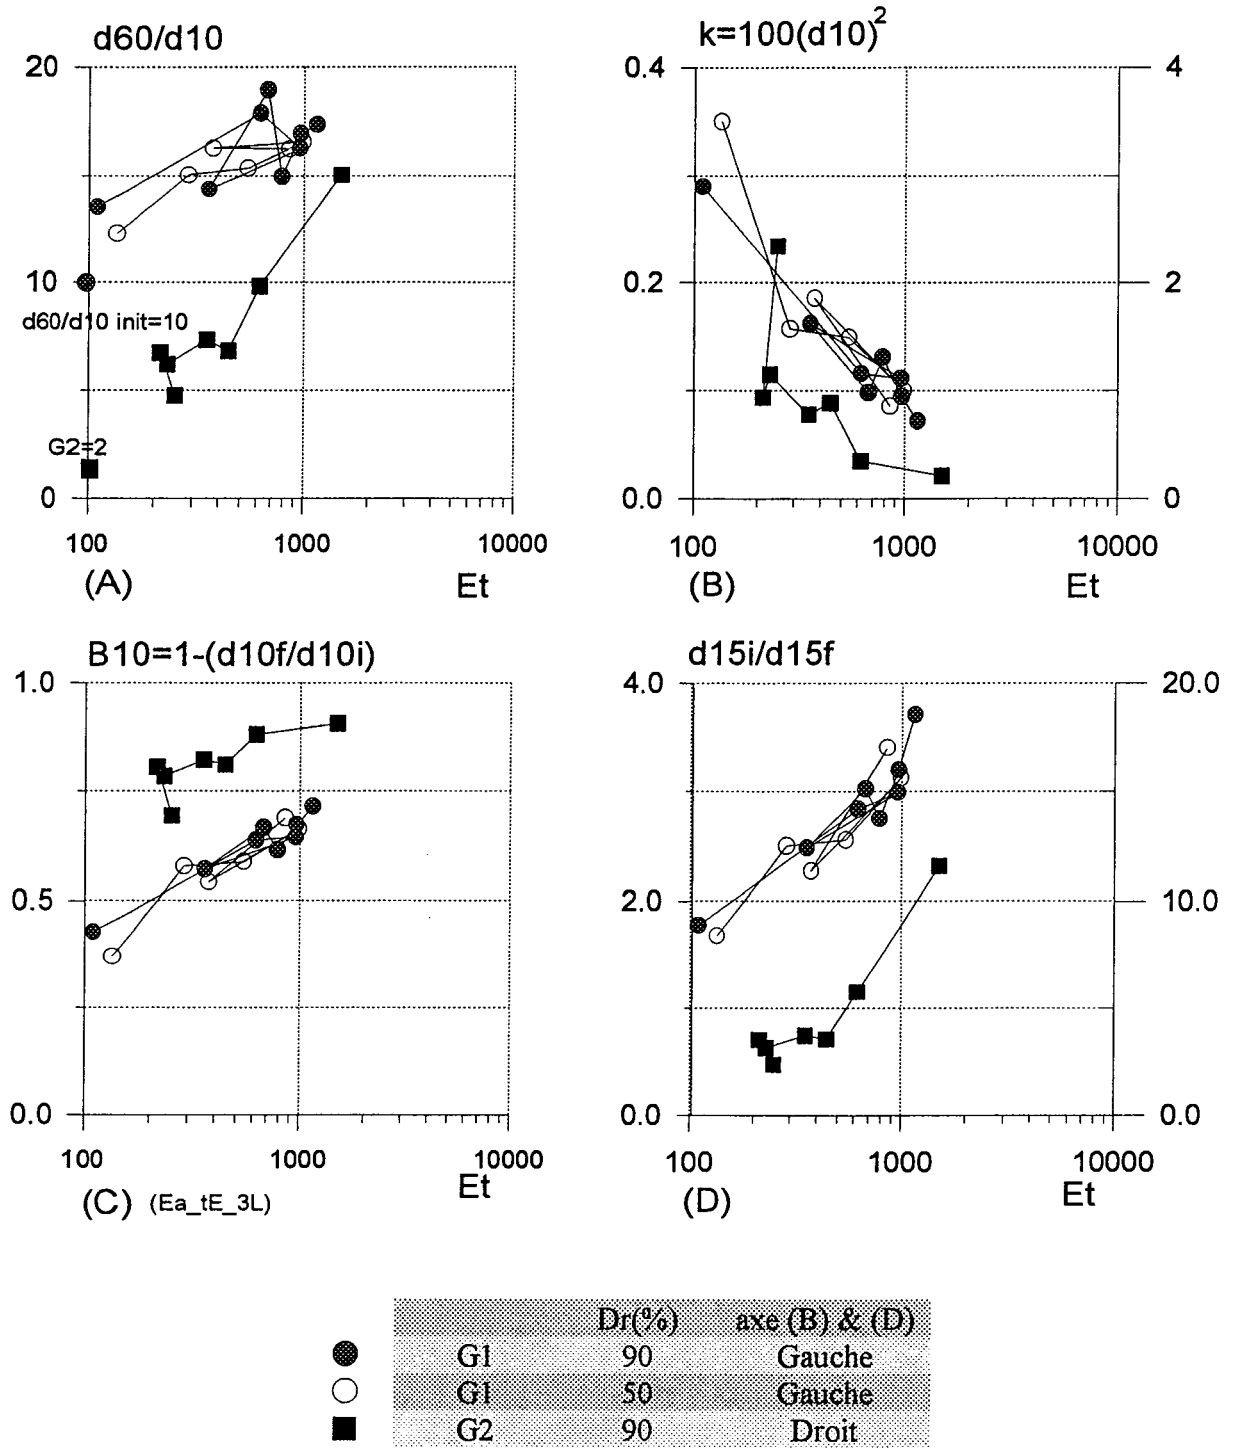 d60/d10
20
10
0
d60/d10 init=10
G2=2
100 1000 10000
(A) Et
k=100(d10)²
0.4 4
0.2 2
0.0 0
100 1000 10000
(B) Et
B10=1-(d10f/d10i)
1.0
0.5
0.0
100 1000 10000
(C) (Ea_tE_3L) Et
d15i/d15f
4.0 20.0
2.0 10.0
0.0 0.0
100 1000 10000
(D) Et
Dr(%) axe (B) & (D)
G1 90 Gauche
G1 50 Gauche
G2 90 Droit